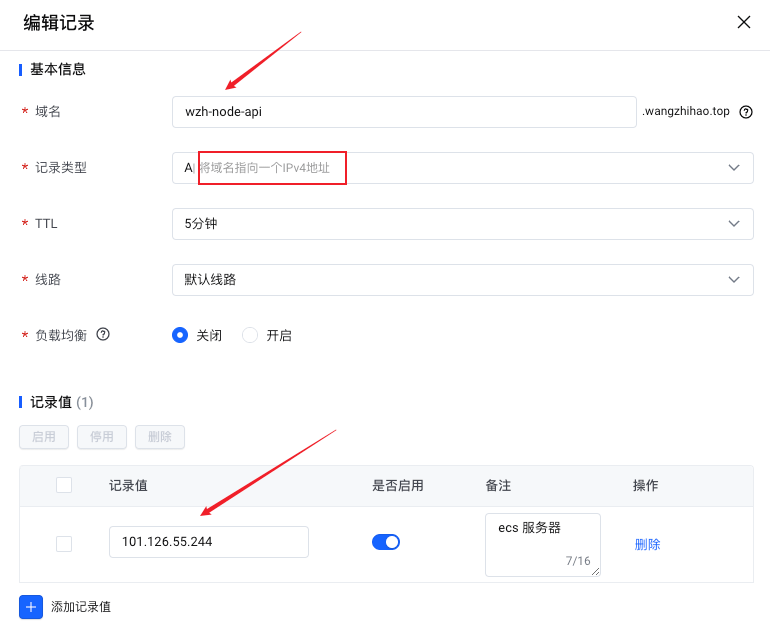 编辑记录
基本信息
* 域名 wzh-node-api .wangzhihao.top
* 记录类型 A| 将域名指向一个IPv4地址
* TTL 5分钟
* 线路 默认线路
* 负载均衡 关闭 开启
记录值 (1)
启用 停用 删除
记录值 是否启用 备注 操作
101.126.55.244 ecs 服务器 删除
7/16
添加记录值